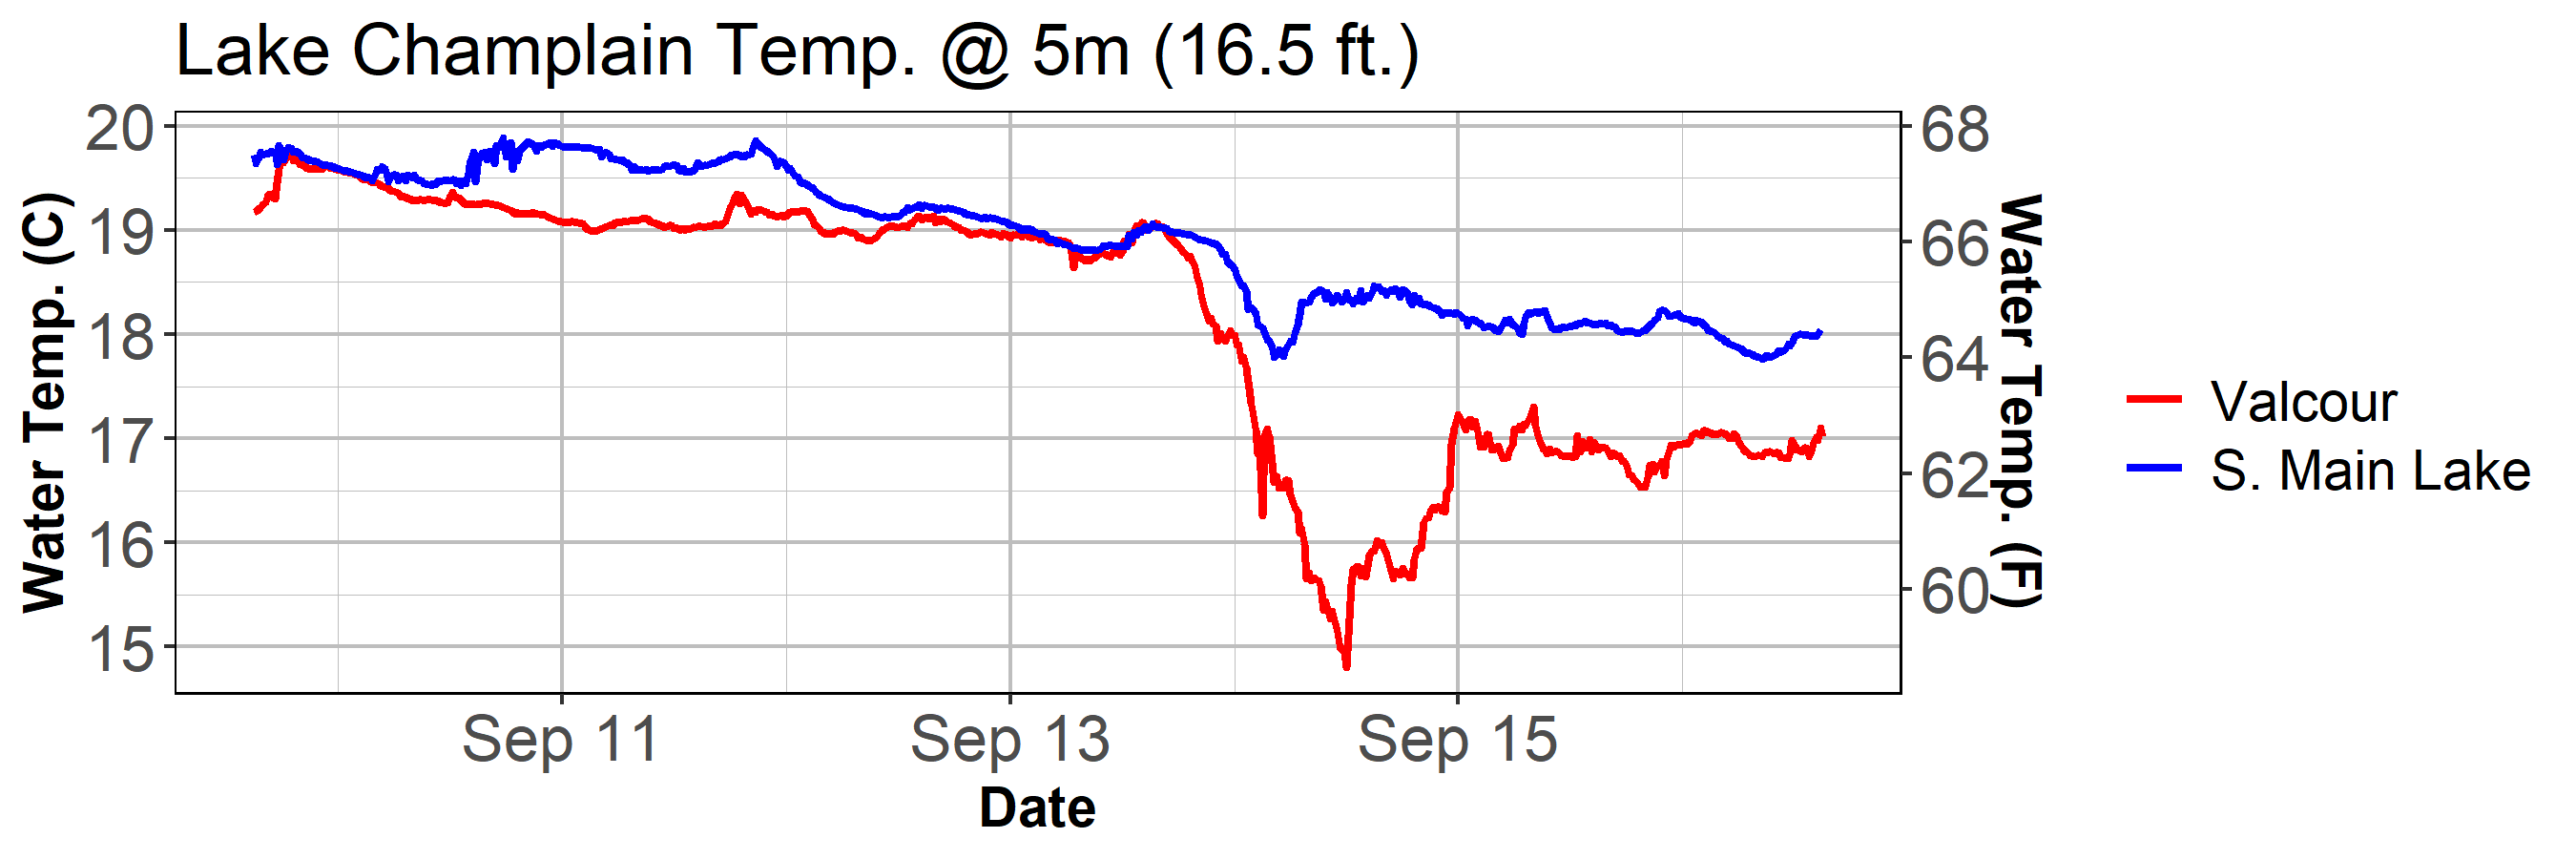 Lake Champlain Temp. @ 5m (16.5 ft.)
20
19
18
17
16
15
Water Temp. (C)
68
66
64
62
60
Water Temp. (F)
Sep 11
Sep 13
Sep 15
Date
Valcour
S. Main Lake